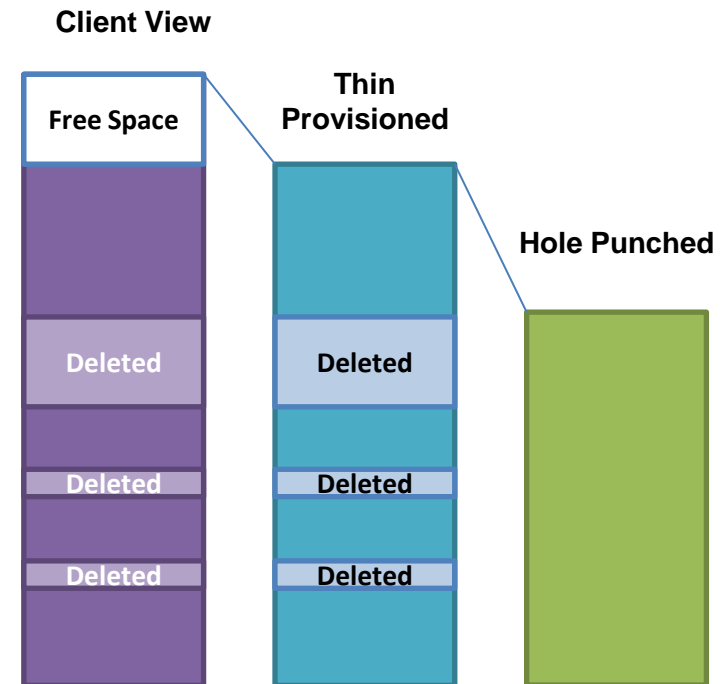 Client View
Free Space
Deleted
Deleted
Deleted
Thin
Provisioned
Deleted
Deleted
Deleted
Hole Punched